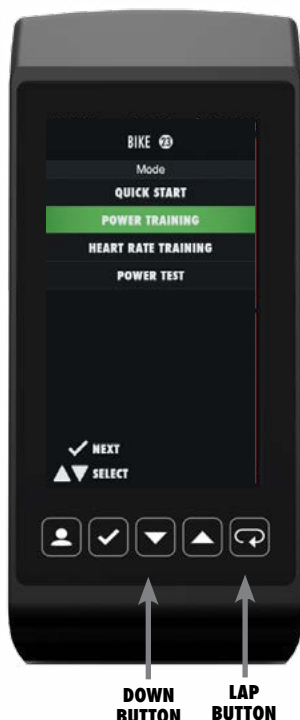 BIKE 23
Mode
QUICK START
POWER TRAINING
HEART RATE TRAINING
POWER TEST
NEXT
SELECT
DOWN
BUTTON
LAP
BUTTON